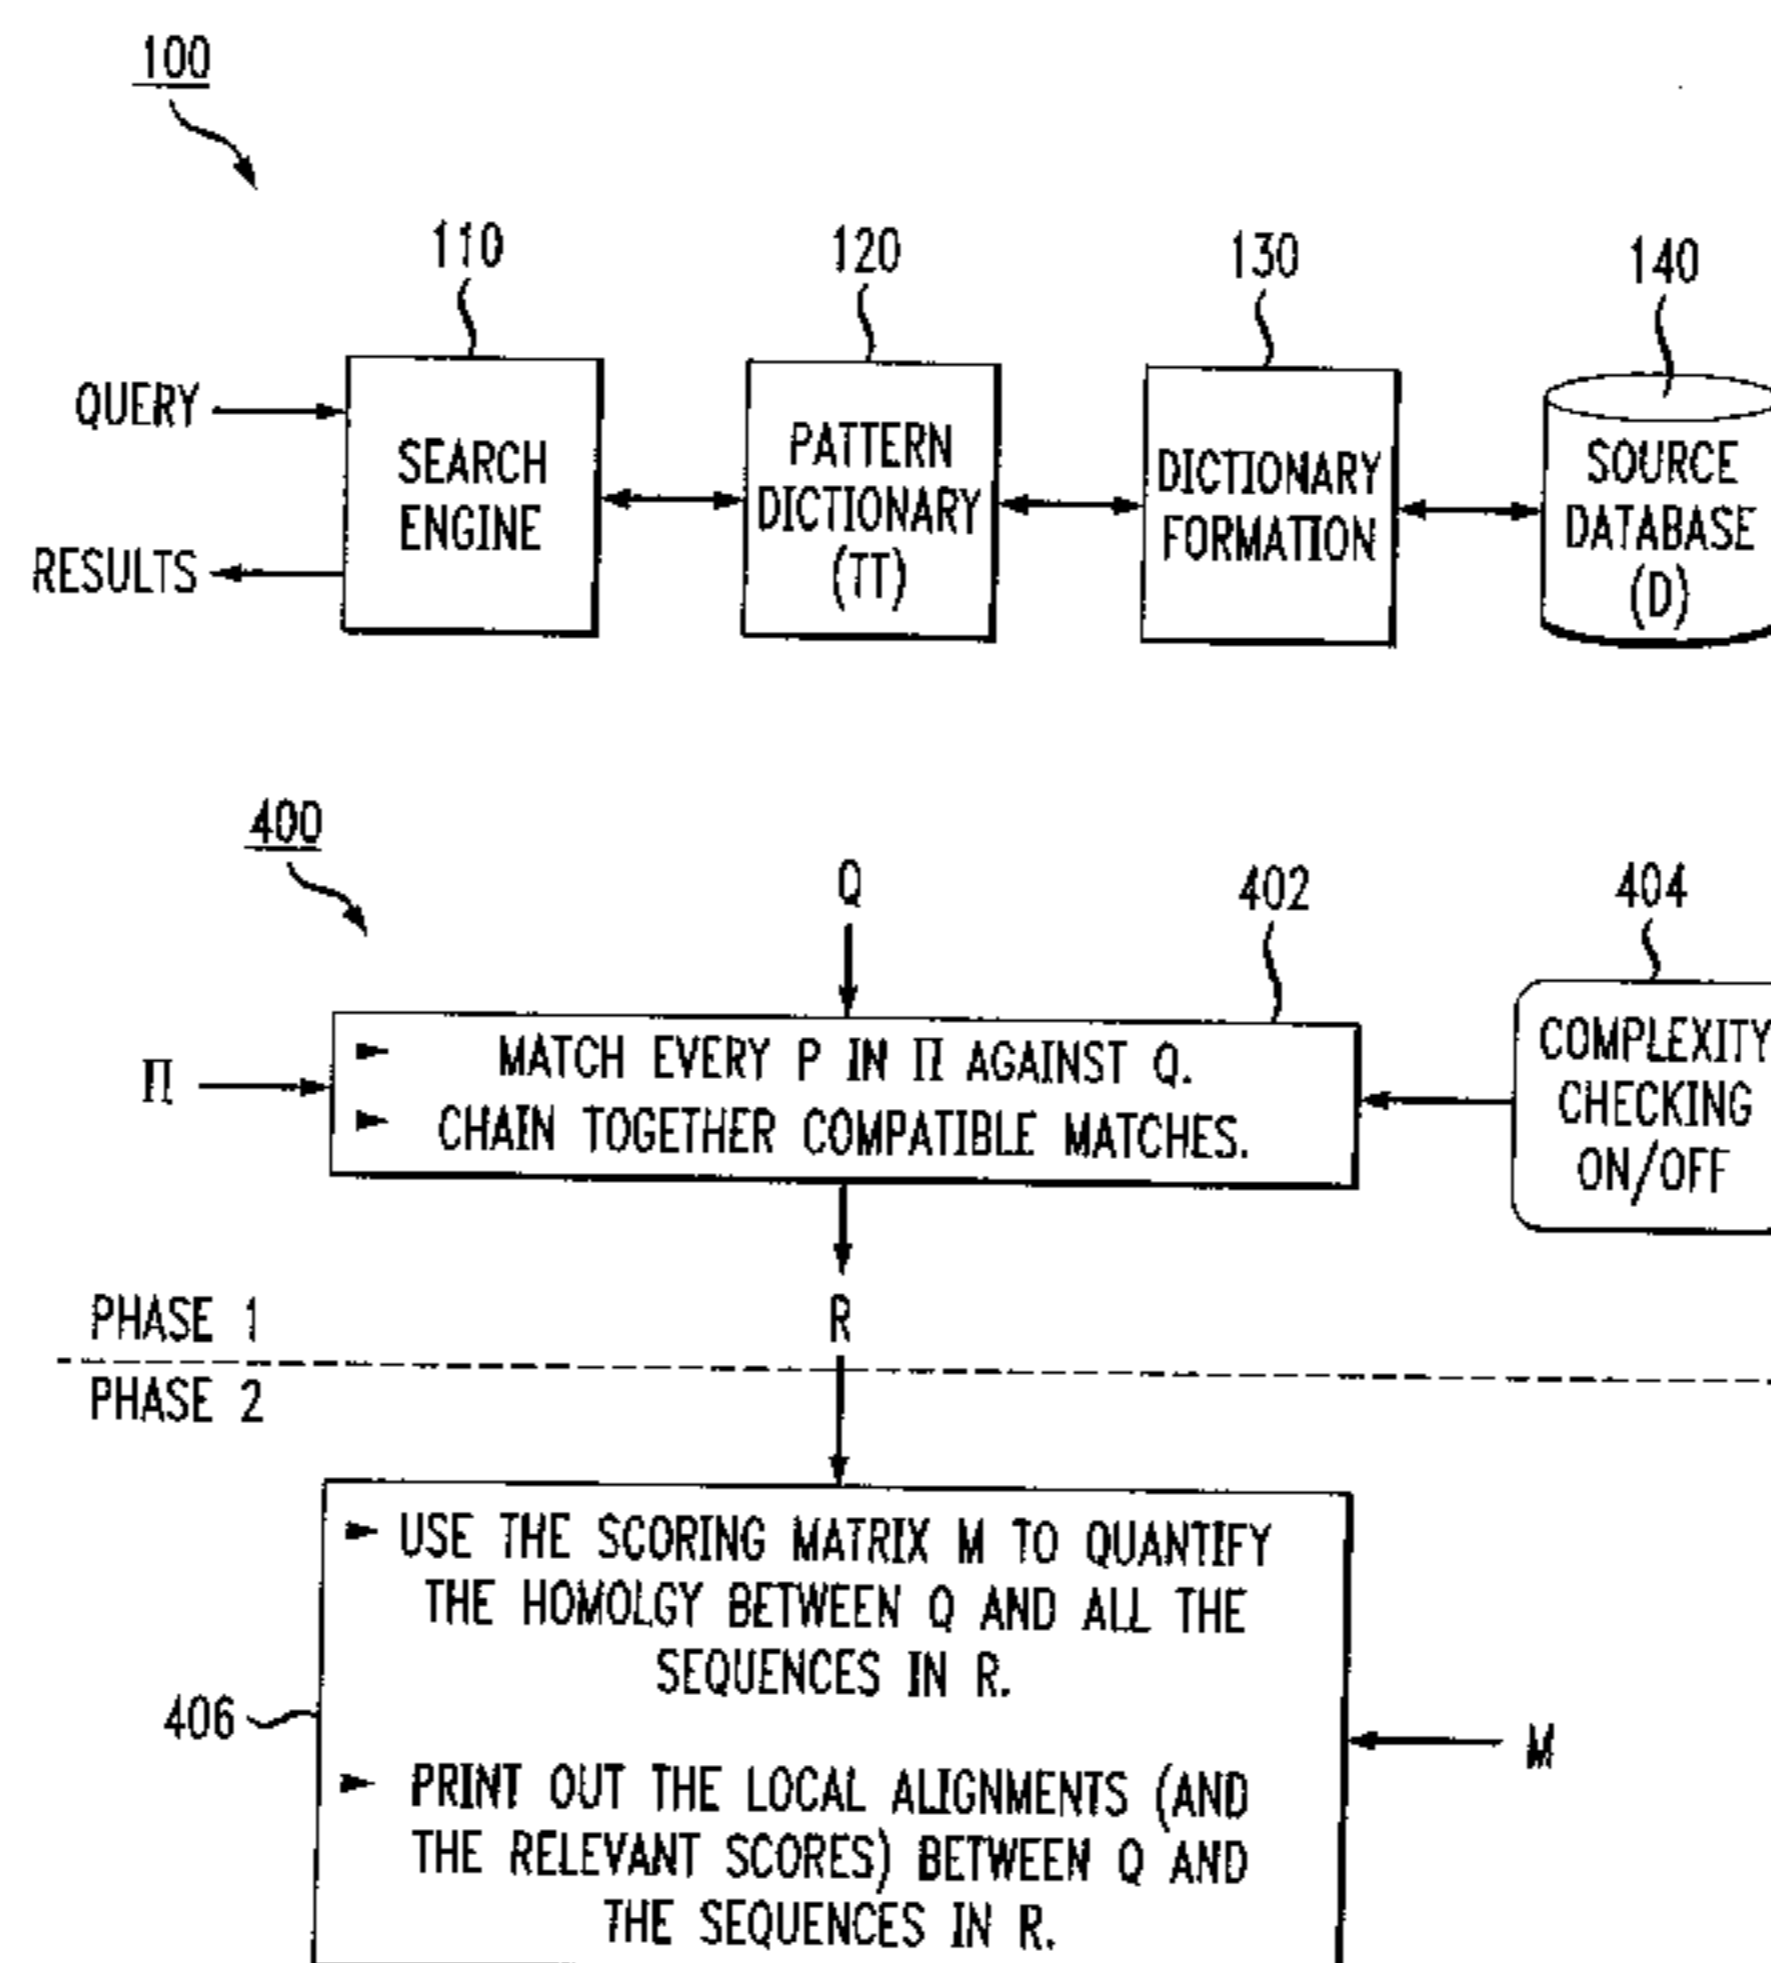 100
110
120
130
140
QUERY
SEARCH
ENGINE
RESULTS
PATTERN
DICTIONARY
(TT)
DICTIONARY
FORMATION
SOURCE
DATABASE
(D)
400
Q
402
404
Π
► MATCH EVERY P IN Π AGAINST Q.
► CHAIN TOGETHER COMPATIBLE MATCHES.
COMPLEXITY
CHECKING
ON/OFF
R
PHASE 1
PHASE 2
► USE THE SCORING MATRIX M TO QUANTIFY
THE HOMOLGY BETWEEN Q AND ALL THE
SEQUENCES IN R.
406
M
► PRINT OUT THE LOCAL ALIGNMENTS (AND
THE RELEVANT SCORES) BETWEEN Q AND
THE SEQUENCES IN R.